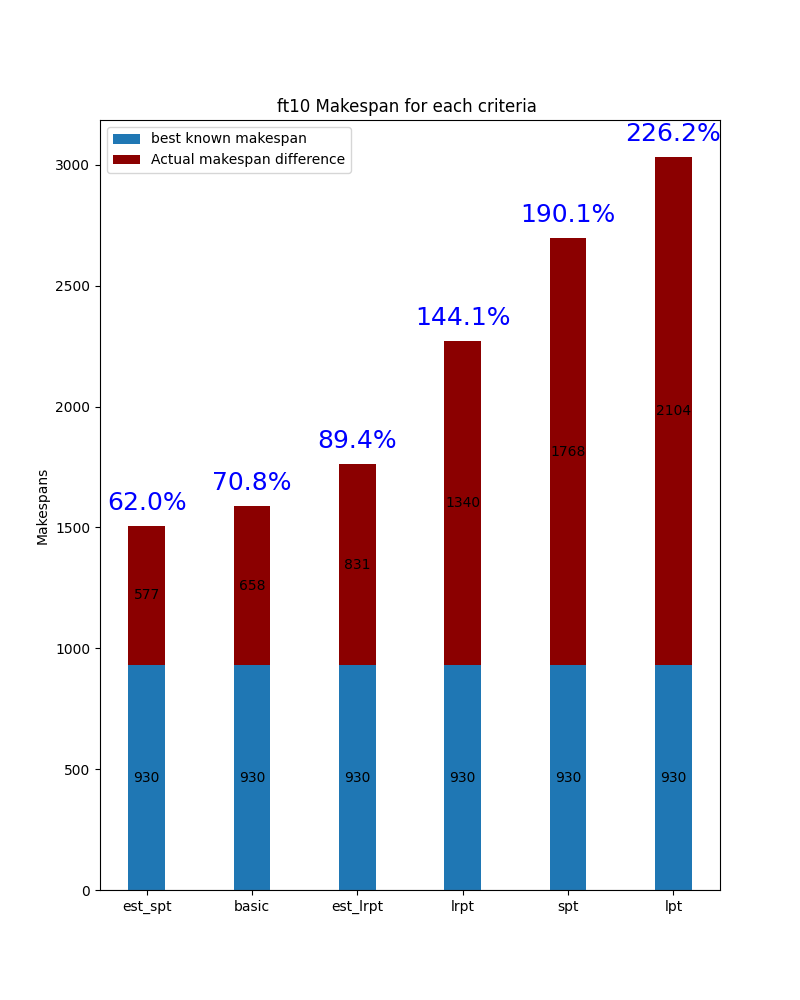 ft10 Makespan for each criteria
best known makespan
Actual makespan difference
226.2%
190.1%
144.1%
89.4%
70.8%
62.0%
3000
2500
2000
1500
1000
500
0
Makespans
577
658
831
1340
1768
2104
930
930
930
930
930
930
est_spt
basic
est_lrpt
lrpt
spt
lpt